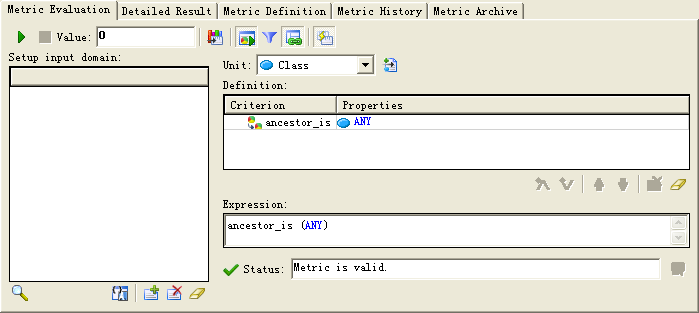 Metric Evaluation Detailed Result Metric Definition Metric History Metric Archive
Value: 0
Setup input domain:
Unit: Class
Definition:
Criterion Properties
ancestor_is ANY
Expression:
ancestor_is (ANY)
Status: Metric is valid.